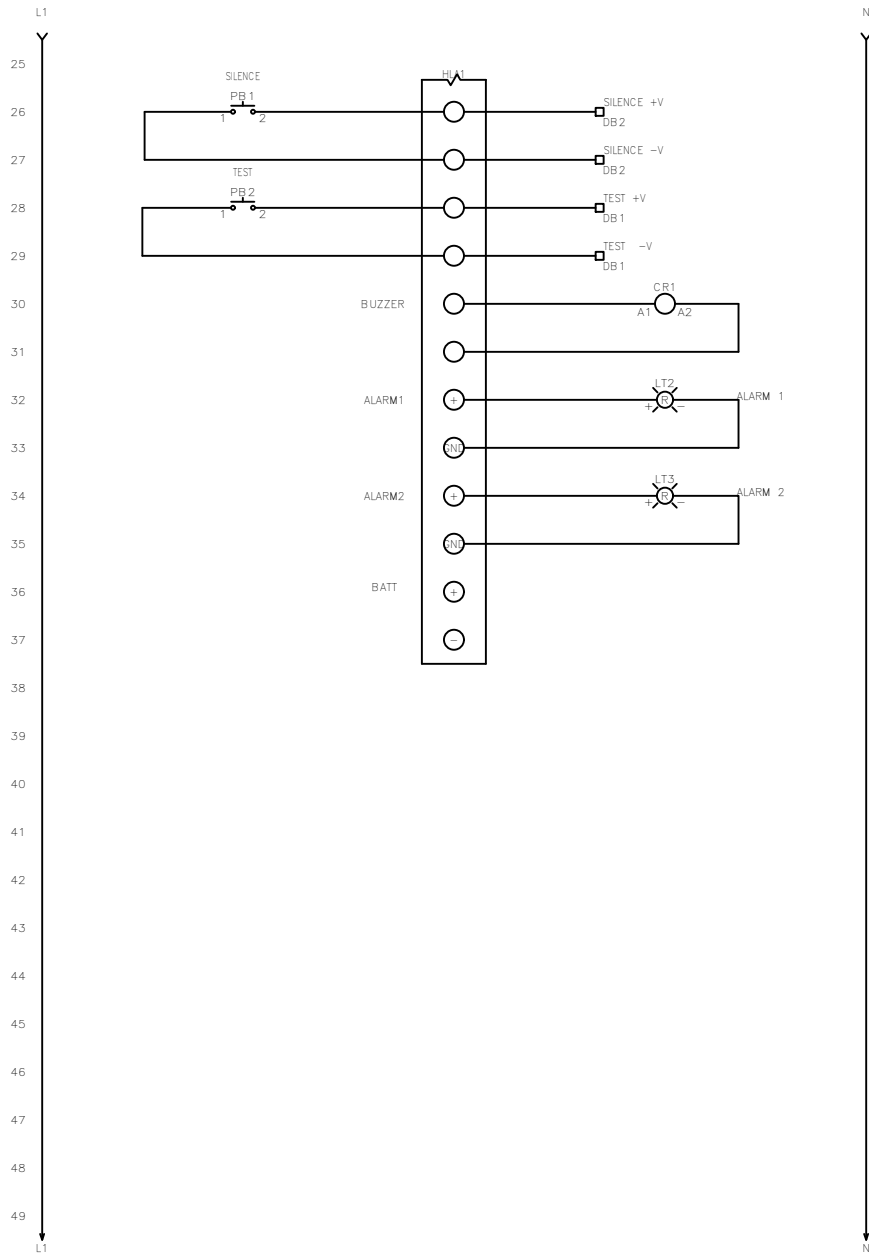 L1 N
25
SILENCE HLA1
PB1
26 1 2 SILENCE +V
DB2
27 SILENCE -V
DB2
TEST
PB2
28 1 2 TEST +V
DB1
29 TEST -V
DB1
CR1
30 BUZZER A1 A2
31
LT2
32 ALARM1 + + R - ALARM 1
33 GND
LT3
34 ALARM2 + + R - ALARM 2
35 GND
36 BATT +
37 -
38
39
40
41
42
43
44
45
46
47
48
49
L1 N